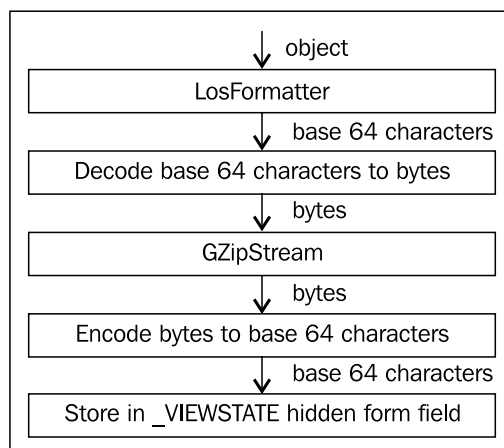 object
LosFormatter
base 64 characters
Decode base 64 characters to bytes
bytes
GZipStream
bytes
Encode bytes to base 64 characters
base 64 characters
Store in _VIEWSTATE hidden form field